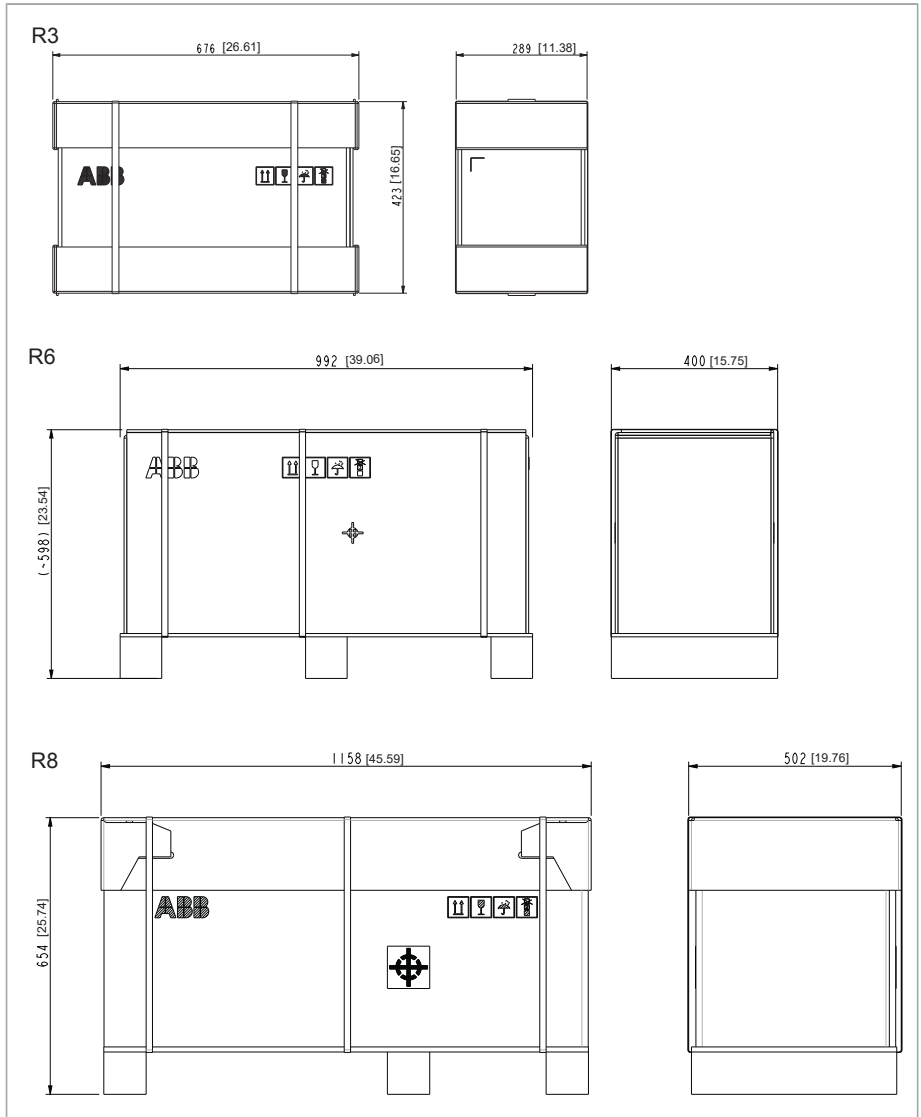 R3
676 [26.61]
289 [11.38]
ABB
423 [16.65]
R6
992 [39.06]
400 [15.75]
ABB
(~598) [23.54]
R8
1158 [45.59]
502 [19.76]
ABB
654 [25.74]